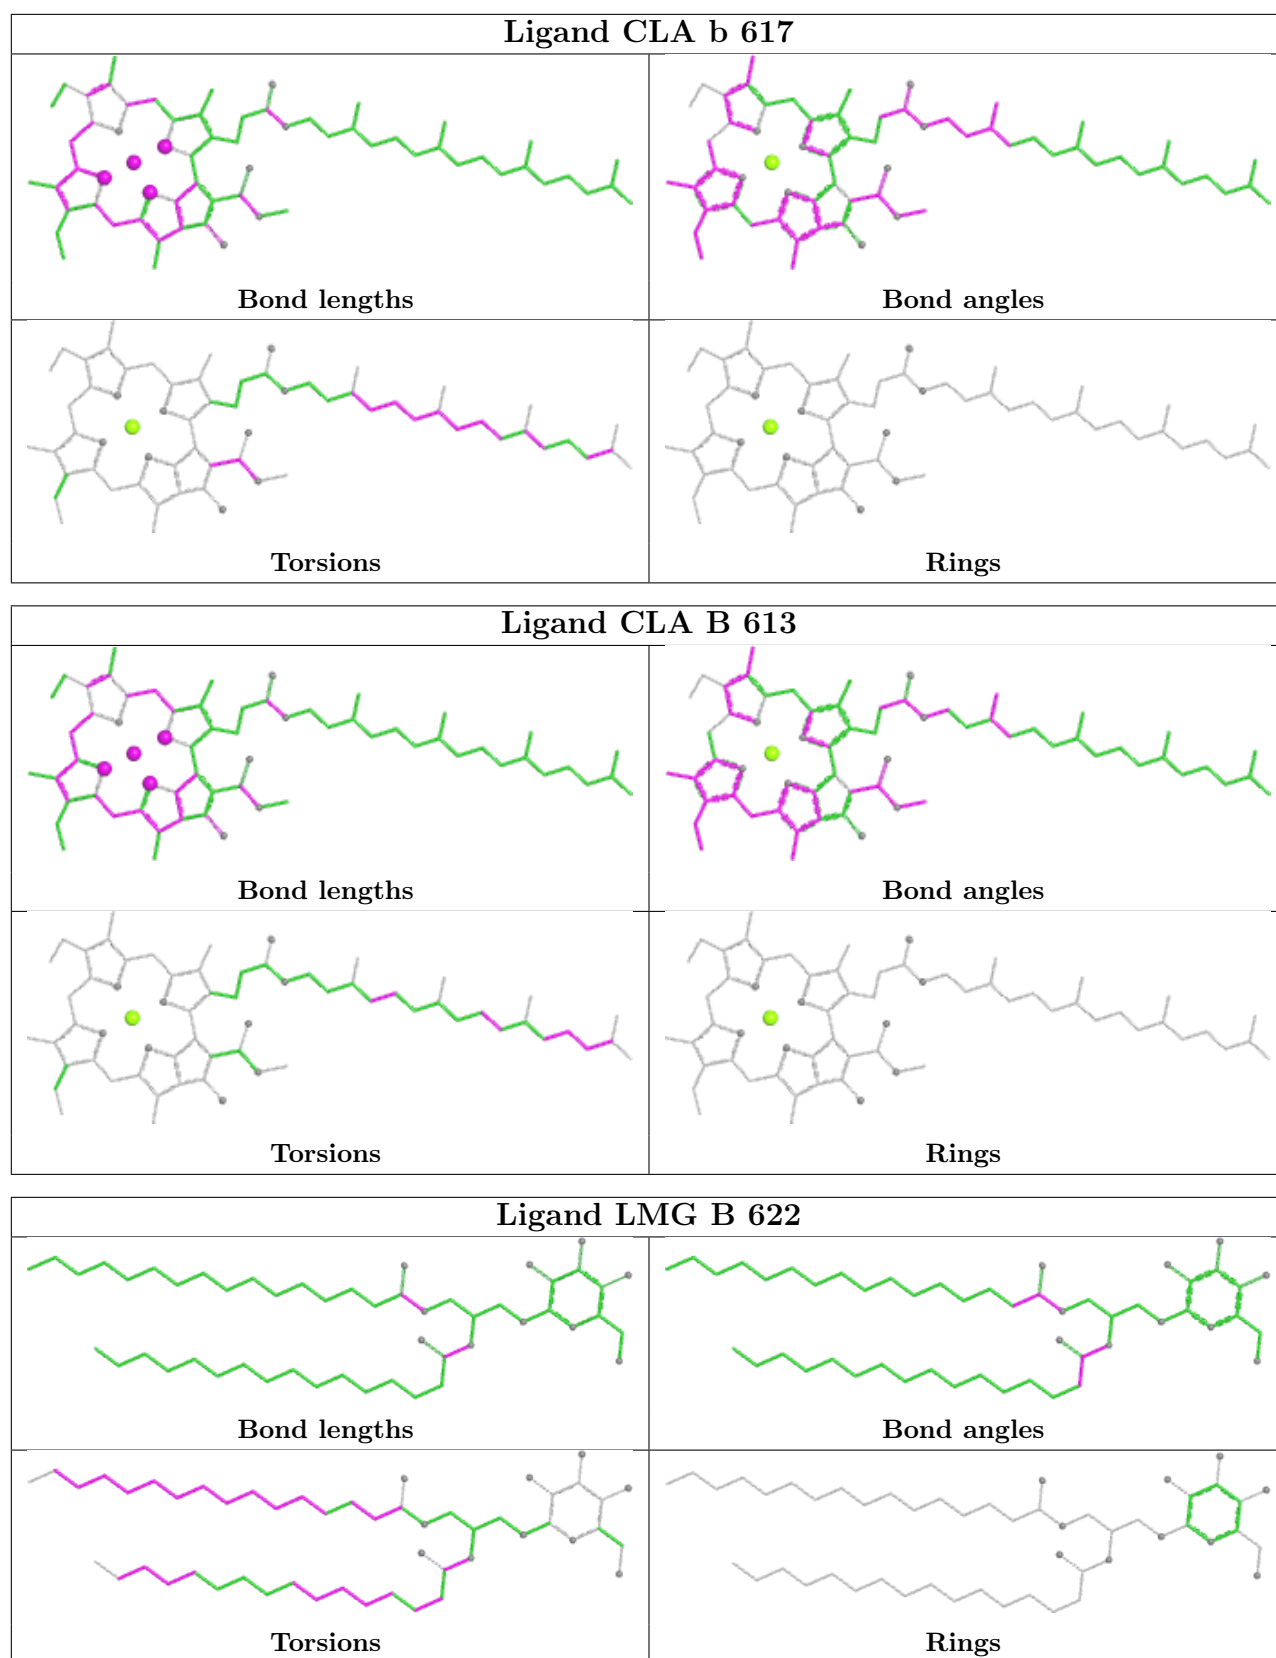 Ligand CLA b 617
Bond lengths
Bond angles
Torsions
Rings
Ligand CLA B 613
Bond lengths
Bond angles
Torsions
Rings
Ligand LMG B 622
Bond lengths
Bond angles
Torsions
Rings